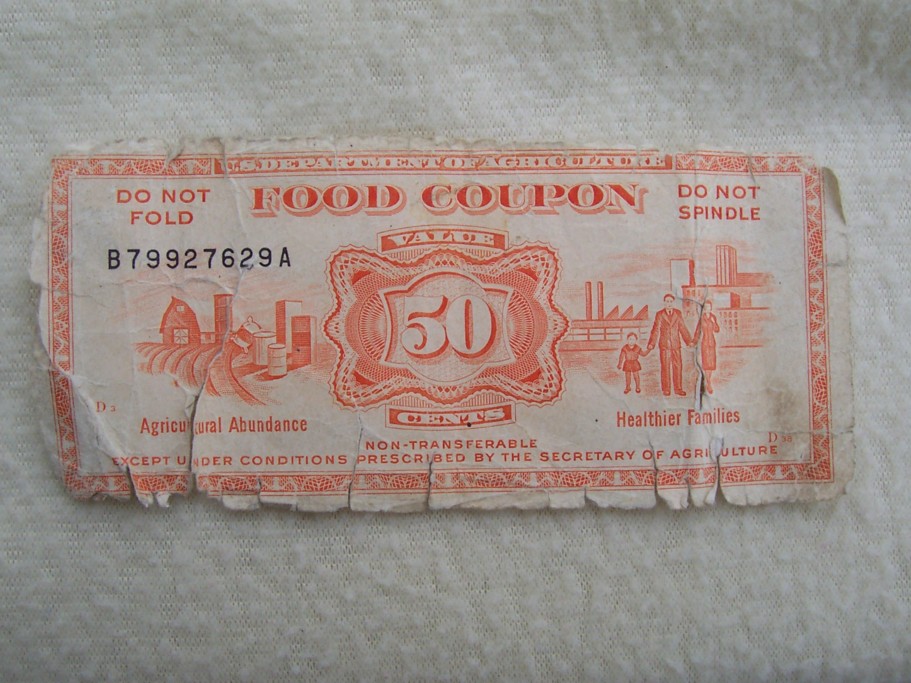 U.S. DEPARTMENT OF AGRICULTURE
DO NOT FOLD
FOOD COUPON
DO NOT SPINDLE
B79927629A
VALUE
50
CENTS
D
Agricultural Abundance
Healthier Families
D
NON-TRANSFERABLE
EXCEPT UNDER CONDITIONS PRESCRIBED BY THE SECRETARY OF AGRICULTURE